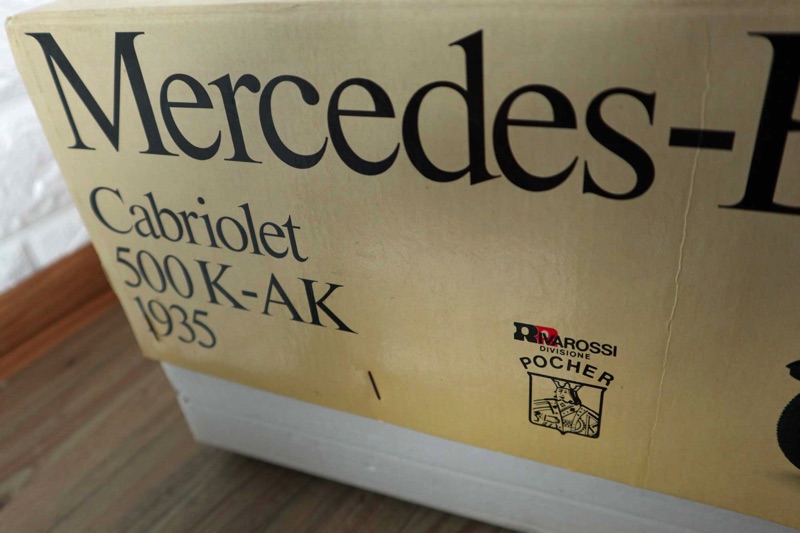 Mercedes-B
Cabriolet
500 K-AK
1935
RIVAROSSI
DIVISIONE
POCHER